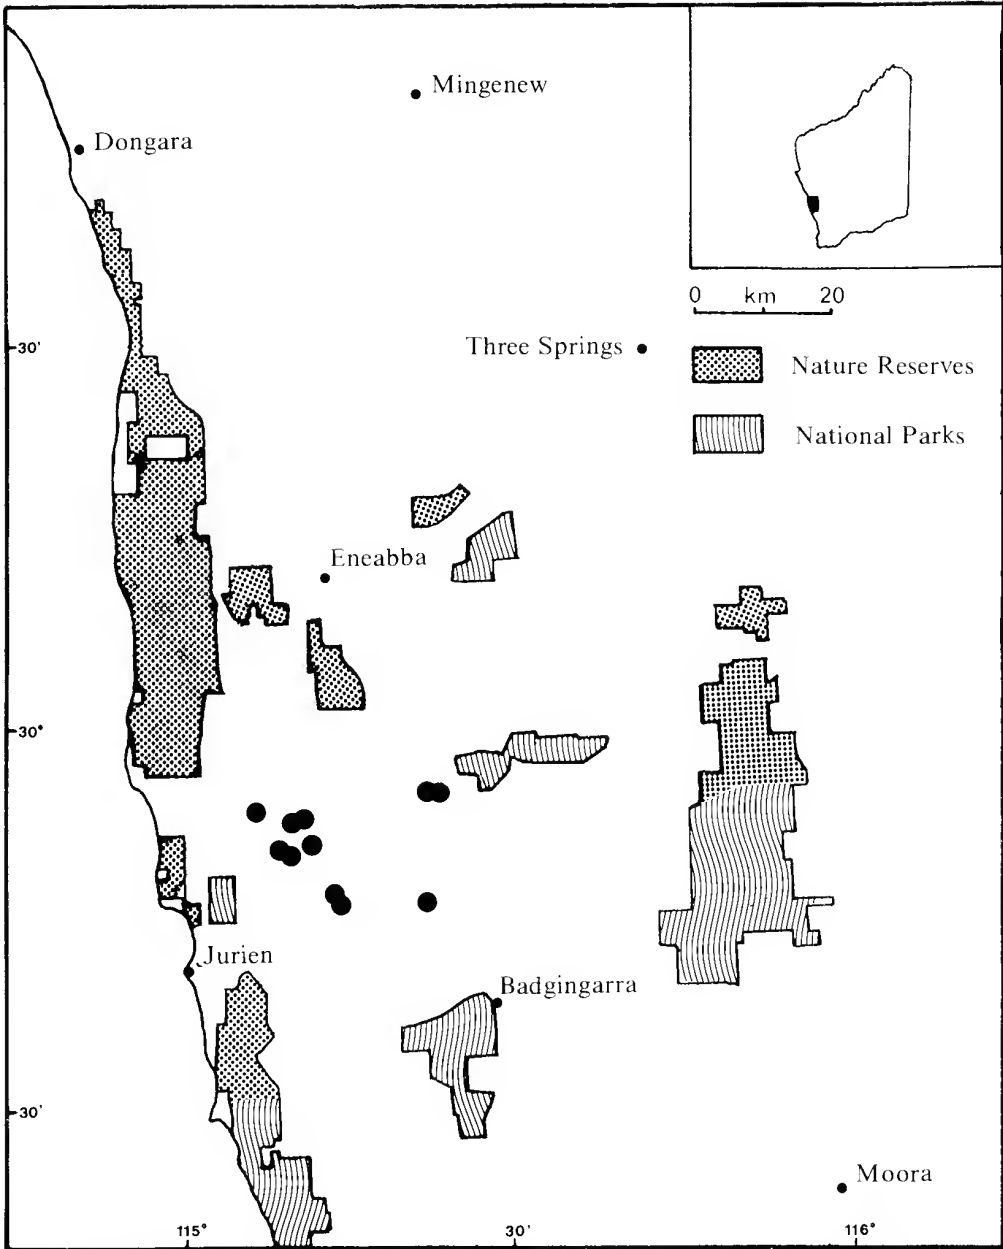 Mingenew
Dongara
0 km 20
30'
Three Springs
Nature Reserves
National Parks
Eneabba
30°
Jurien
Badgingarra
30'
Moora
115°
30'
116°